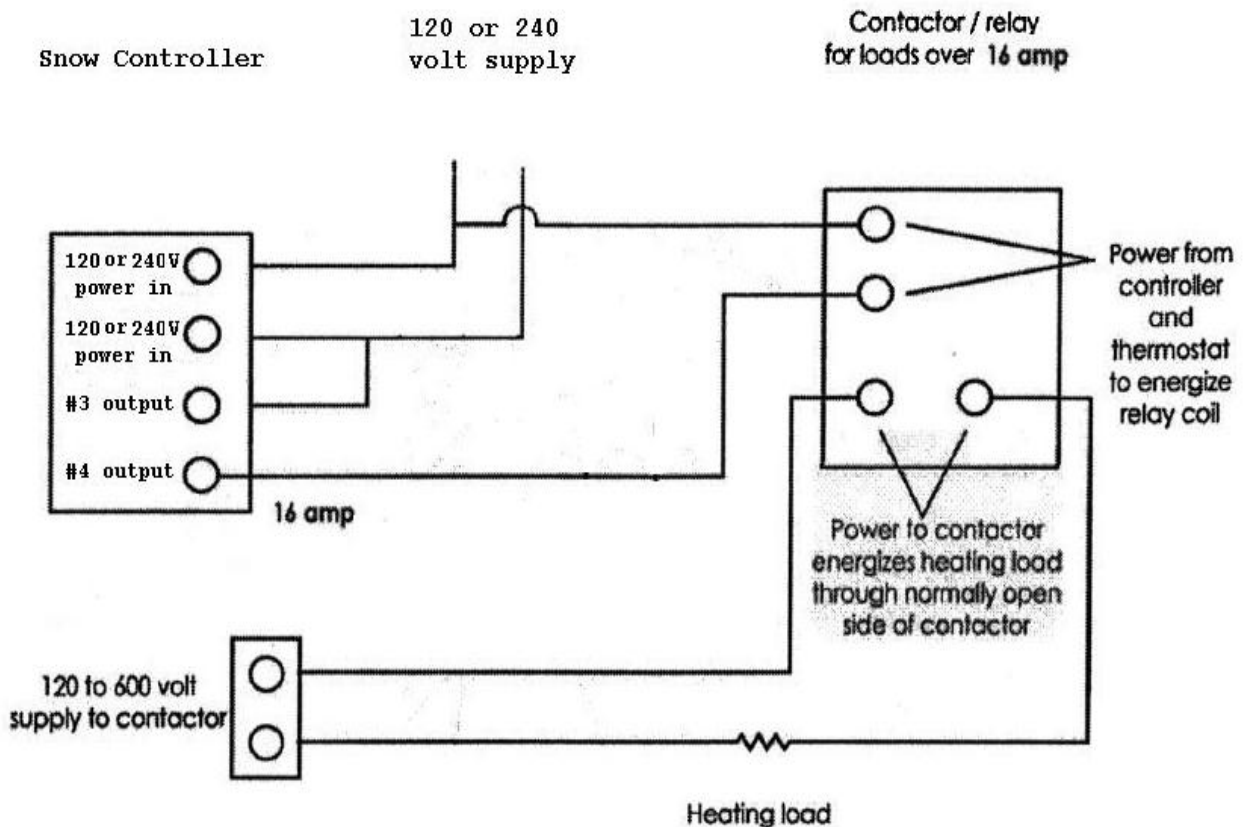 Snow Controller
120 or 240
volt supply
Contactor / relay
for loads over 16 amp
120 or 240V
power in
120 or 240V
power in
#3 output
#4 output
16 amp
Power from
controller
and
thermostat
to energize
relay coil
Power to contactor
energizes heating load
through normally open
side of contactor
120 to 600 volt
supply to contactor
Heating load